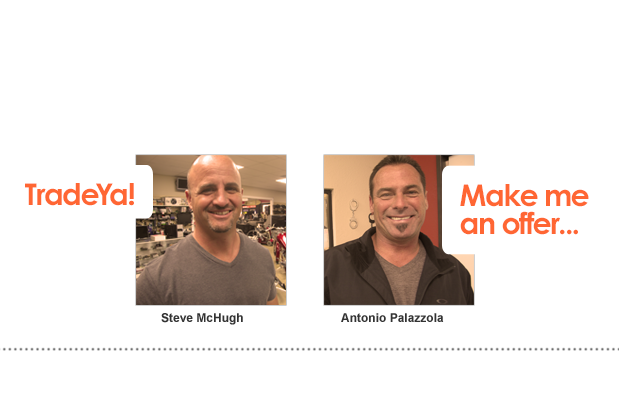 TradeYa!
Make me
an offer...
Steve McHugh
Antonio Palazzola